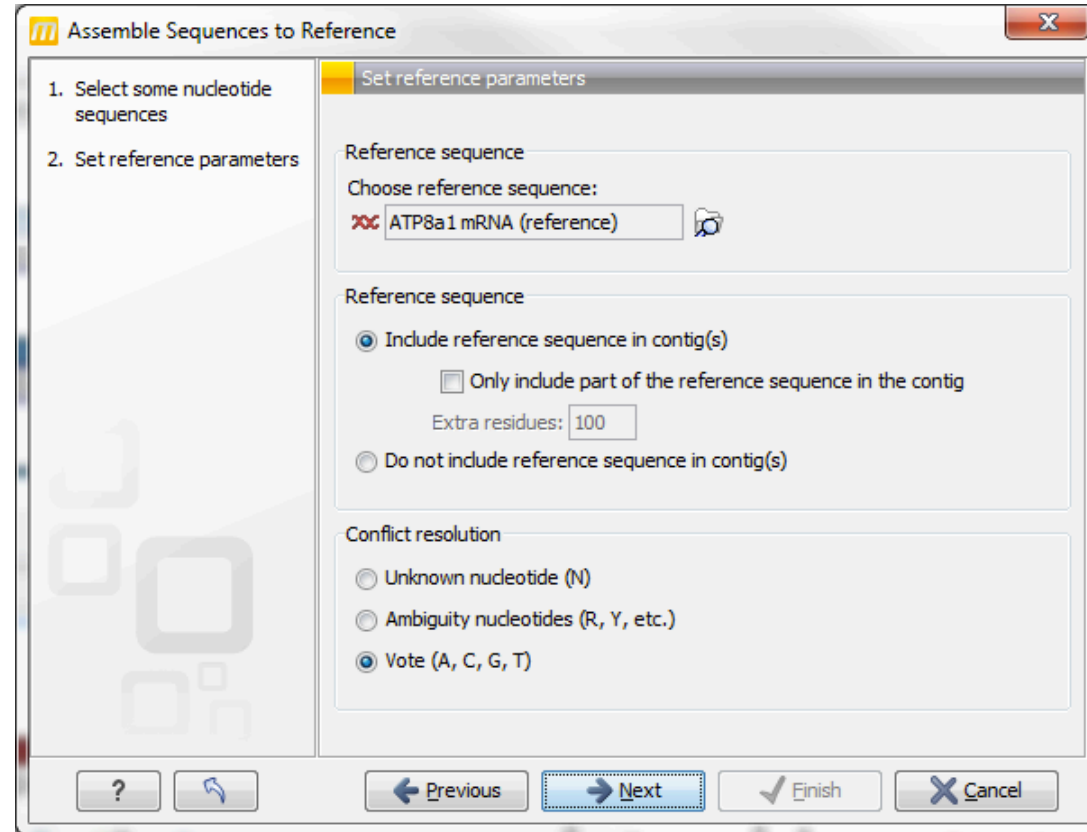 Assemble Sequences to Reference
1. Select some nucleotide
sequences
2. Set reference parameters
Set reference parameters
Reference sequence
Choose reference sequence:
ATP8a1 mRNA (reference)
Reference sequence
Include reference sequence in contig(s)
Only include part of the reference sequence in the contig
Extra residues: 100
Do not include reference sequence in contig(s)
Conflict resolution
Unknown nucleotide (N)
Ambiguity nucleotides (R, Y, etc.)
Vote (A, C, G, T)
? Previous Next Finish Cancel